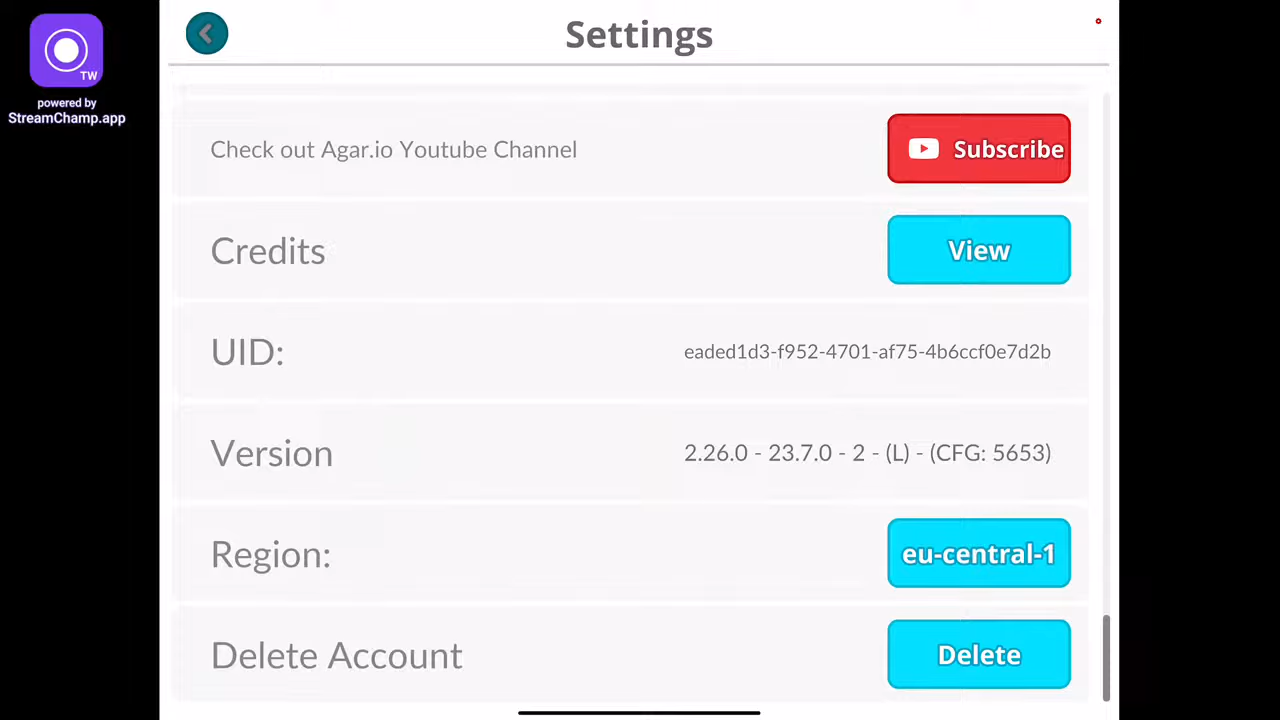 TW
powered by
StreamChamp.app
Settings
Check out Agar.io Youtube Channel
Subscribe
Credits
View
UID:
eaded1d3-f952-4701-af75-4b6ccf0e7d2b
Version
2.26.0 - 23.7.0 - 2 - (L) - (CFG: 5653)
Region:
eu-central-1
Delete Account
Delete